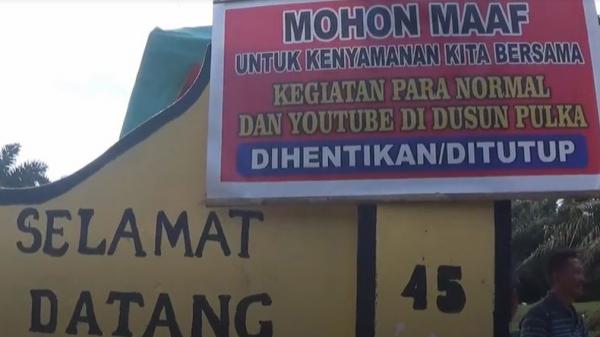 MOHON MAAF
UNTUK KENYAMANAN KITA BERSAMA
KEGIATAN PARA NORMAL
DAN YOUTUBE DI DUSUN PULKA
DIHENTIKAN/DITUTUP
SELAMAT
DATANG
45